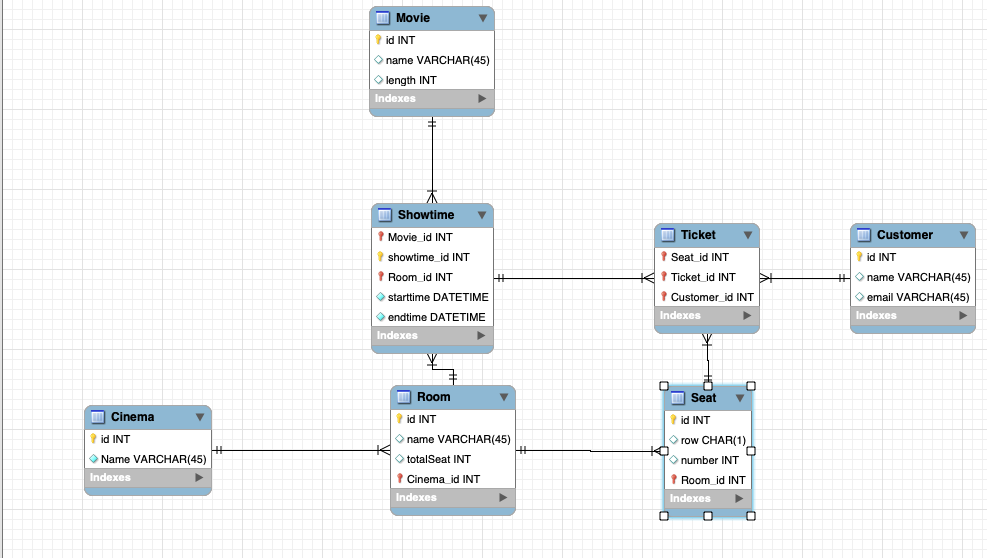 Movie
id INT
name VARCHAR(45)
length INT
Indexes
Showtime
Movie_id INT
showtime_id INT
Room_id INT
starttime DATETIME
endtime DATETIME
Indexes
Ticket
Seat_id INT
Ticket_id INT
Customer_id INT
Indexes
Customer
id INT
name VARCHAR(45)
email VARCHAR(45)
Indexes
Cinema
id INT
Name VARCHAR(45)
Indexes
Room
id INT
name VARCHAR(45)
totalSeat INT
Cinema_id INT
Indexes
Seat
id INT
row CHAR(1)
number INT
Room_id INT
Indexes